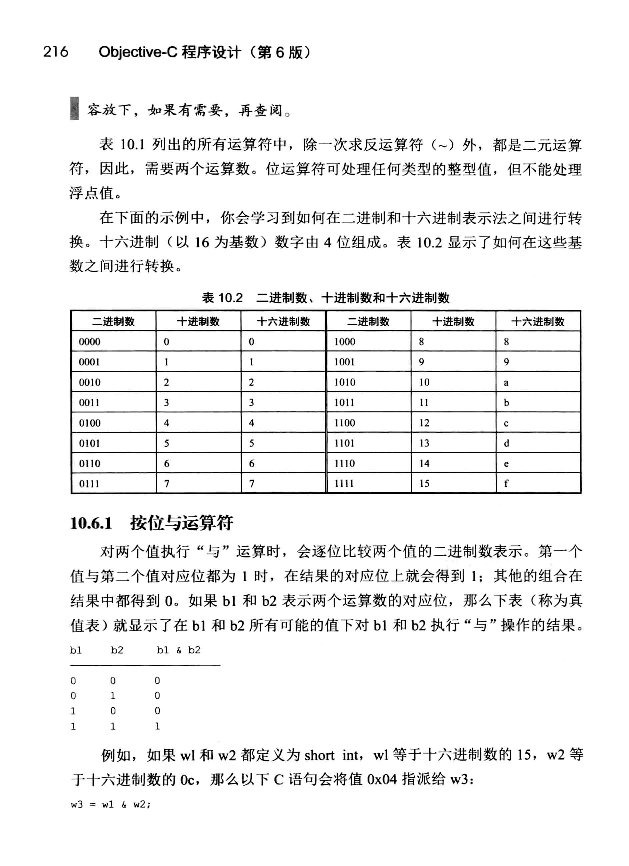 216 Objective-C 程序设计（第 6 版）
容放下，如果有需要，再查阅。
表 10.1 列出的所有运算符中，除一次求反运算符（~）外，都是二元运算
符，因此，需要两个运算数。位运算符可处理任何类型的整型值，但不能处理
浮点值。
在下面的示例中，你会学习到如何在二进制和十六进制表示法之间进行转
换。十六进制（以 16 为基数）数字由 4 位组成。表 10.2 显示了如何在这些基
数之间进行转换。
表 10.2 二进制数、十进制数和十六进制数
二进制数 十进制数 十六进制数 二进制数 十进制数 十六进制数
0000 0 0 1000 8 8
0001 1 1 1001 9 9
0010 2 2 1010 10 a
0011 3 3 1011 11 b
0100 4 4 1100 12 c
0101 5 5 1101 13 d
0110 6 6 1110 14 e
0111 7 7 1111 15 f
10.6.1 按位与运算符
对两个值执行“与”运算时，会逐位比较两个值的二进制数表示。第一个
值与第二个值对应位都为 1 时，在结果的对应位上就会得到 1；其他的组合在
结果中都得到 0。如果 b1 和 b2 表示两个运算数的对应位，那么下表（称为真
值表）就显示了在 b1 和 b2 所有可能的值下对 b1 和 b2 执行“与”操作的结果。
b1 b2 b1 & b2
0 0 0
0 1 0
1 0 0
1 1 1
例如，如果 w1 和 w2 都定义为 short int，w1 等于十六进制数的 15，w2 等
于十六进制数的 0c，那么以下 C 语句会将值 0x04 指派给 w3：
w3 = w1 & w2;